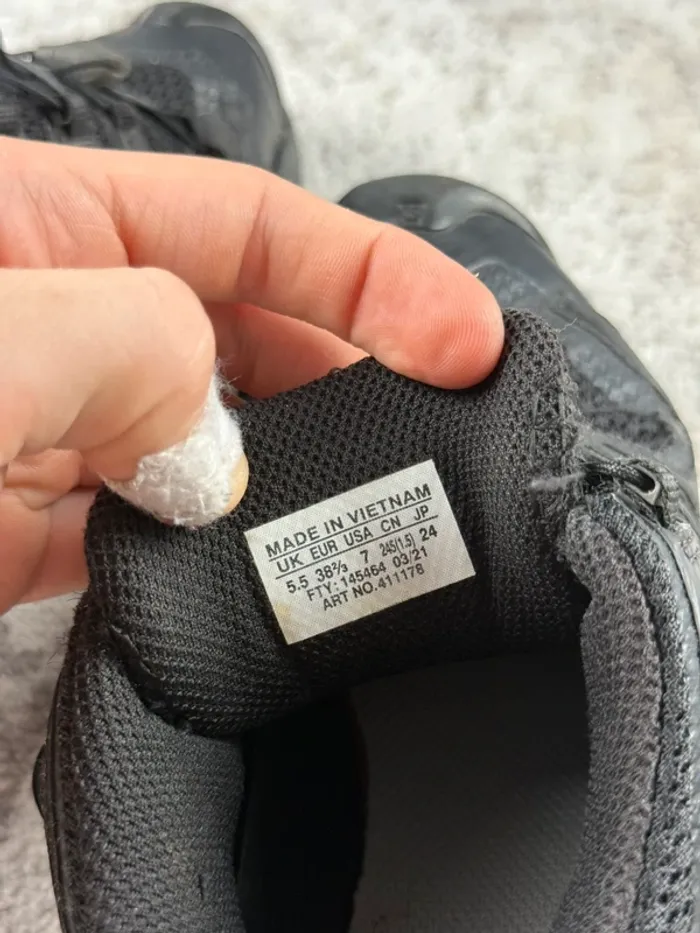 MADE IN VIETNAM
UK EUR USA CN JP
5.5 38⅔ 7 245(1.5) 24
FTY: 145464 03/21
ART NO.411178